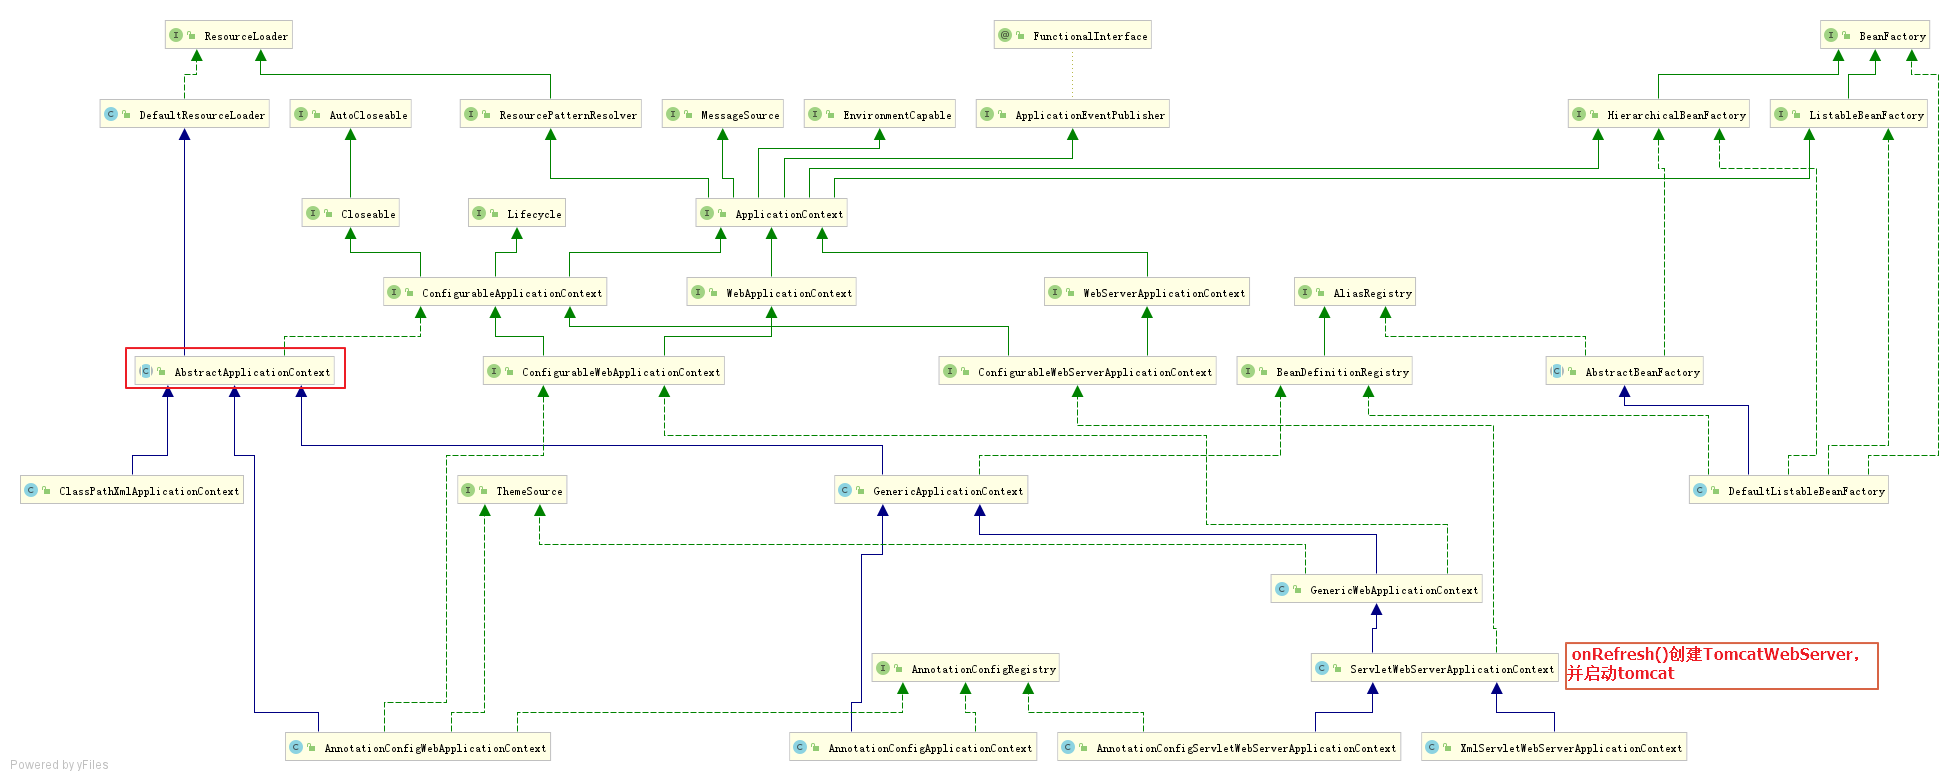 ResourceLoader
FunctionalInterface
BeanFactory
DefaultResourceLoader
AutoCloseable
ResourcePatternResolver
MessageSource
EnvironmentCapable
ApplicationEventPublisher
HierarchicalBeanFactory
ListableBeanFactory
Closeable
Lifecycle
ApplicationContext
ConfigurableApplicationContext
WebApplicationContext
WebServerApplicationContext
AliasRegistry
AbstractApplicationContext
ConfigurableWebApplicationContext
ConfigurableWebServerApplicationContext
BeanDefinitionRegistry
AbstractBeanFactory
ClassPathXmlApplicationContext
ThemeSource
GenericApplicationContext
DefaultListableBeanFactory
GenericWebApplicationContext
AnnotationConfigRegistry
ServletWebServerApplicationContext
onRefresh()创建TomcatWebServer,
并启动tomcat
AnnotationConfigWebApplicationContext
AnnotationConfigApplicationContext
AnnotationConfigServletWebServerApplicationContext
XmlServletWebServerApplicationContext
Powered by yFiles